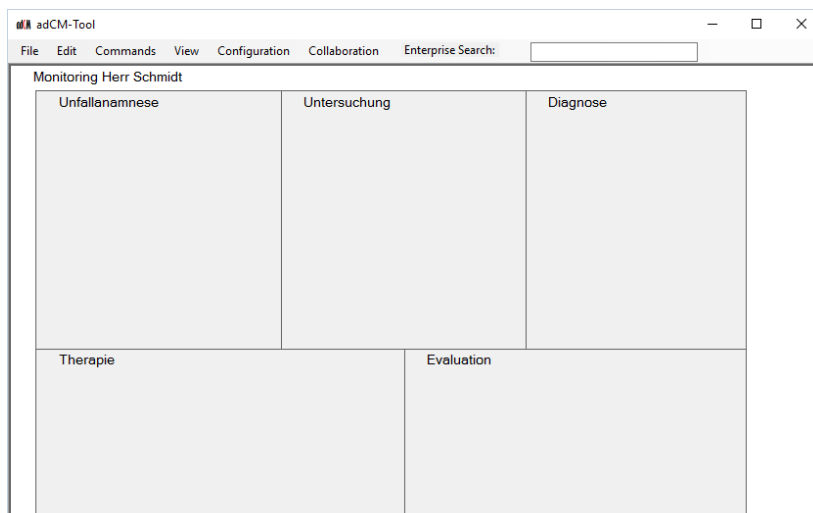 adCM-Tool
File Edit Commands View Configuration Collaboration Enterprise Search:
Monitoring Herr Schmidt
Unfallanamnese Untersuchung Diagnose
Therapie Evaluation